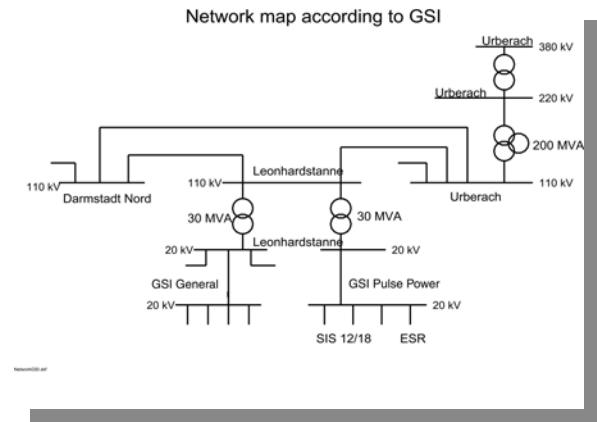 Network map according to GSI
Urberach
380 kV
Urberach
220 kV
200 MVA
Leonhardstanne
110 kV
Darmstadt Nord
110 kV
Urberach
110 kV
30 MVA
30 MVA
20 kV
Leonhardstanne
20 kV
GSI General
GSI Pulse Power
20 kV
20 kV
SIS 12/18
ESR